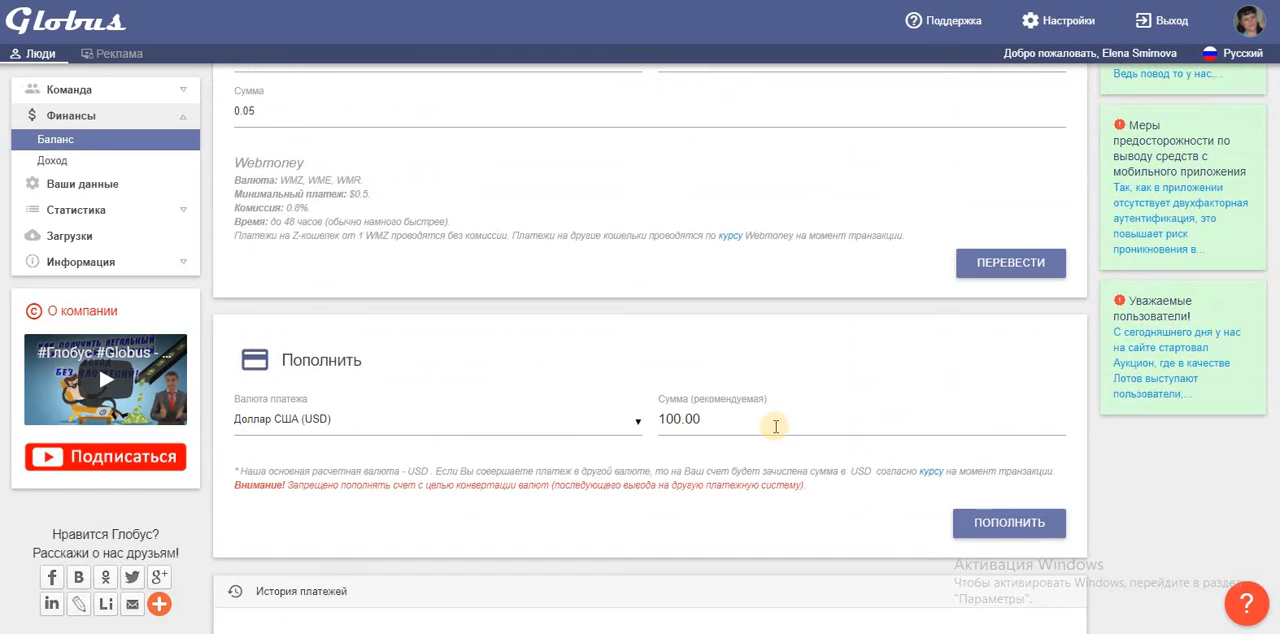 Globus
Поддержка
Настройки
Выход
Люди
Реклама
Добро пожаловать, Elena Smirnova
Русский
Команда
Финансы
Баланс
Доход
Ваши данные
Статистика
Загрузки
Информация
О компании
#Глобус #Globus - ...
Подписаться
Нравится Глобус?
Расскажи о нас друзьям!
Сумма
0.05
Webmoney
Валюта: WMZ, WME, WMR.
Минимальный платеж: $0.5.
Комиссия: 0.8%.
Время: до 48 часов (обычно намного быстрее).
Платежи на Z-кошелек от 1 WMZ проводятся без комиссии. Платежи на другие кошельки проводятся по курсу Webmoney на момент транзакции.
ПЕРЕВЕСТИ
Пополнить
Валюта платежа
Доллар США (USD)
Сумма (рекомендуемая)
100.00
* Наша основная расчетная валюта - USD . Если Вы совершаете платеж в другой валюте, то на Ваш счет будет зачислена сумма в USD согласно курсу на момент транзакции.
Внимание! Запрещено пополнять счет с целью конвертации валют (последующего вывода на другую платежную систему).
ПОПОЛНИТЬ
История платежей
Ведь повод то у нас,...
Меры
предосторожности по
выводу средств с
мобильного приложения
Так, как в приложении
отсутствует двухфакторная
аутентификация, это
повышает риск
проникновения в...
Уважаемые
пользователи!
С сегодняшнего дня у нас
на сайте стартовал
Аукцион, где в качестве
Лотов выступают
пользователи,...
Активация Windows
Чтобы активировать Windows, перейдите в раздел
"Параметры".
?